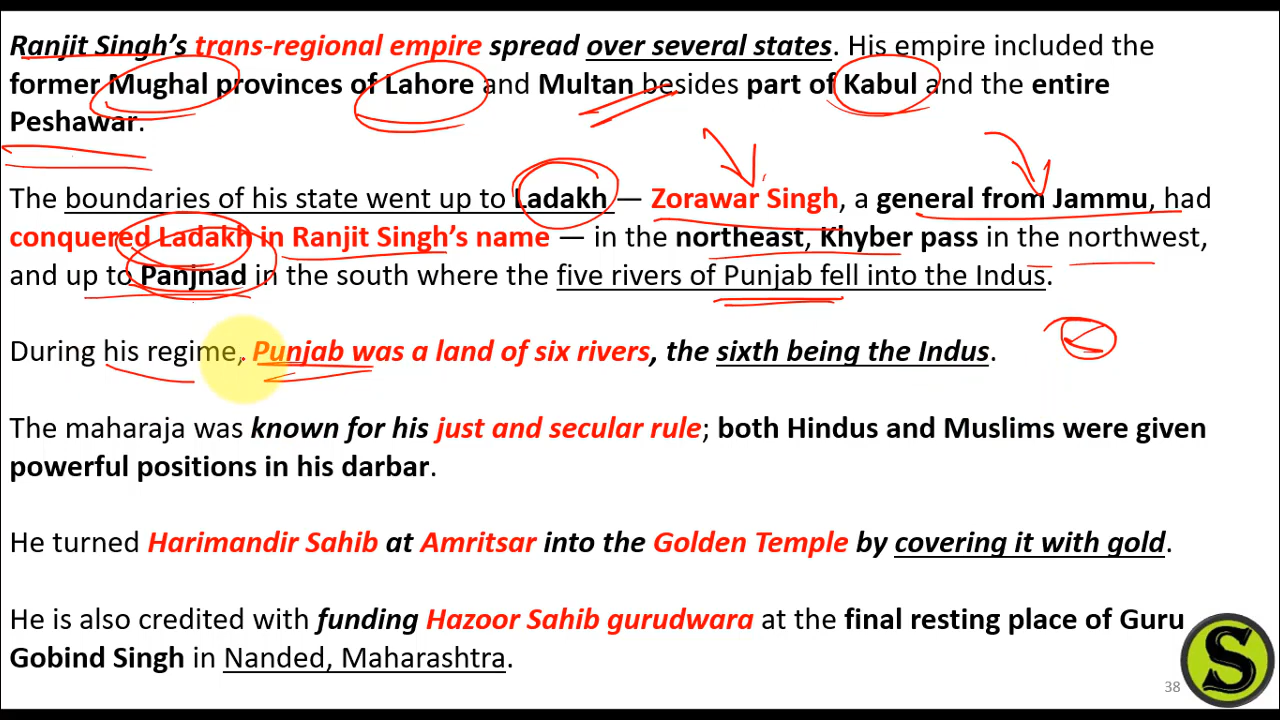 Ranjit Singh's trans-regional empire spread over several states. His empire included the
former Mughal provinces of Lahore and Multan besides part of Kabul and the entire
Peshawar.
The boundaries of his state went up to Ladakh — Zorawar Singh, a general from Jammu, had
conquered Ladakh in Ranjit Singh's name — in the northeast, Khyber pass in the northwest,
and up to Panjnad in the south where the five rivers of Punjab fell into the Indus.
During his regime, Punjab was a land of six rivers, the sixth being the Indus.
The maharaja was known for his just and secular rule; both Hindus and Muslims were given
powerful positions in his darbar.
He turned Harimandir Sahib at Amritsar into the Golden Temple by covering it with gold.
He is also credited with funding Hazoor Sahib gurudwara at the final resting place of Guru
Gobind Singh in Nanded, Maharashtra.
S
38